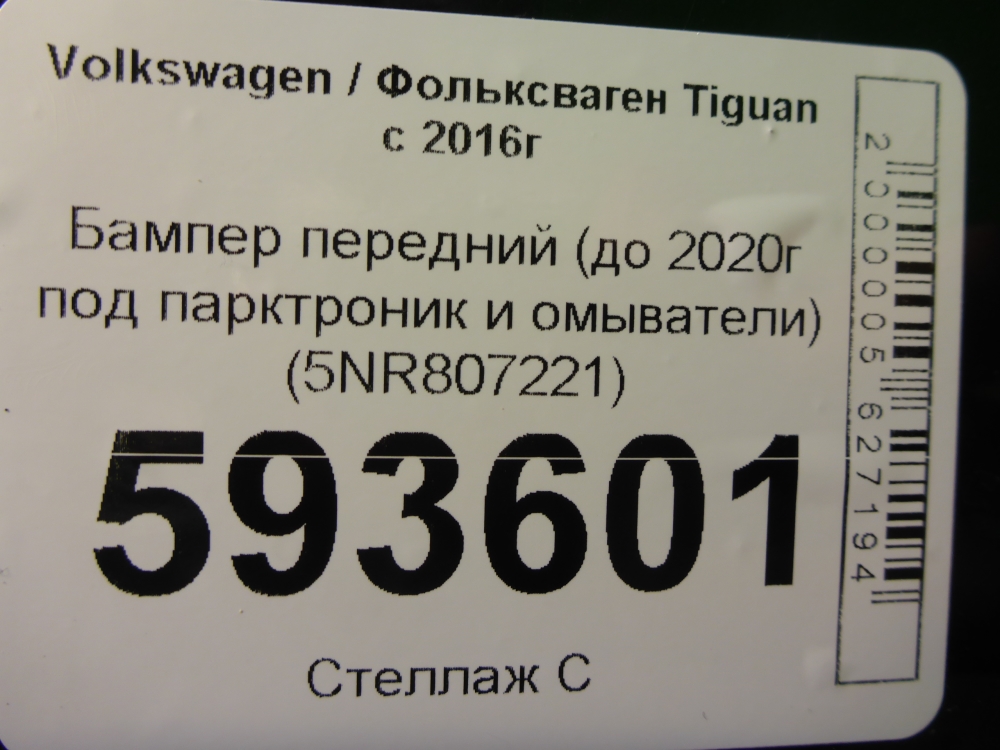 Volkswagen / Фольксваген Tiguan
с 2016г
Бампер передний (до 2020г
под парктроник и омыватели)
(5NR807221)
593601
Стеллаж С
2000005627194